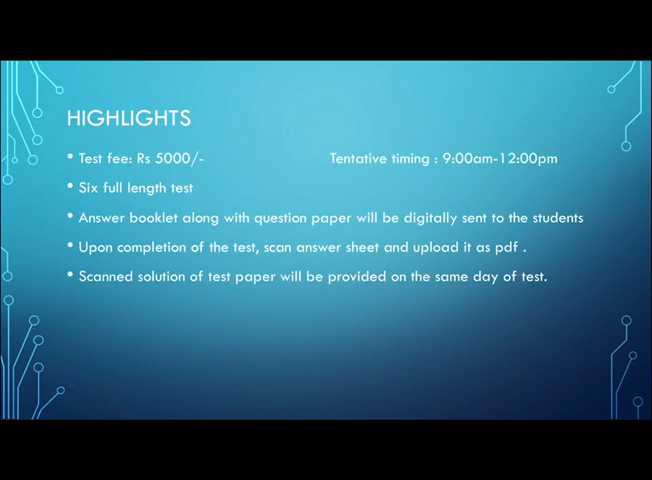 HIGHLIGHTS
• Test fee: Rs 5000/- Tentative timing : 9:00am-12:00pm
• Six full length test
• Answer booklet along with question paper will be digitally sent to the students
• Upon completion of the test, scan answer sheet and upload it as pdf .
• Scanned solution of test paper will be provided on the same day of test.